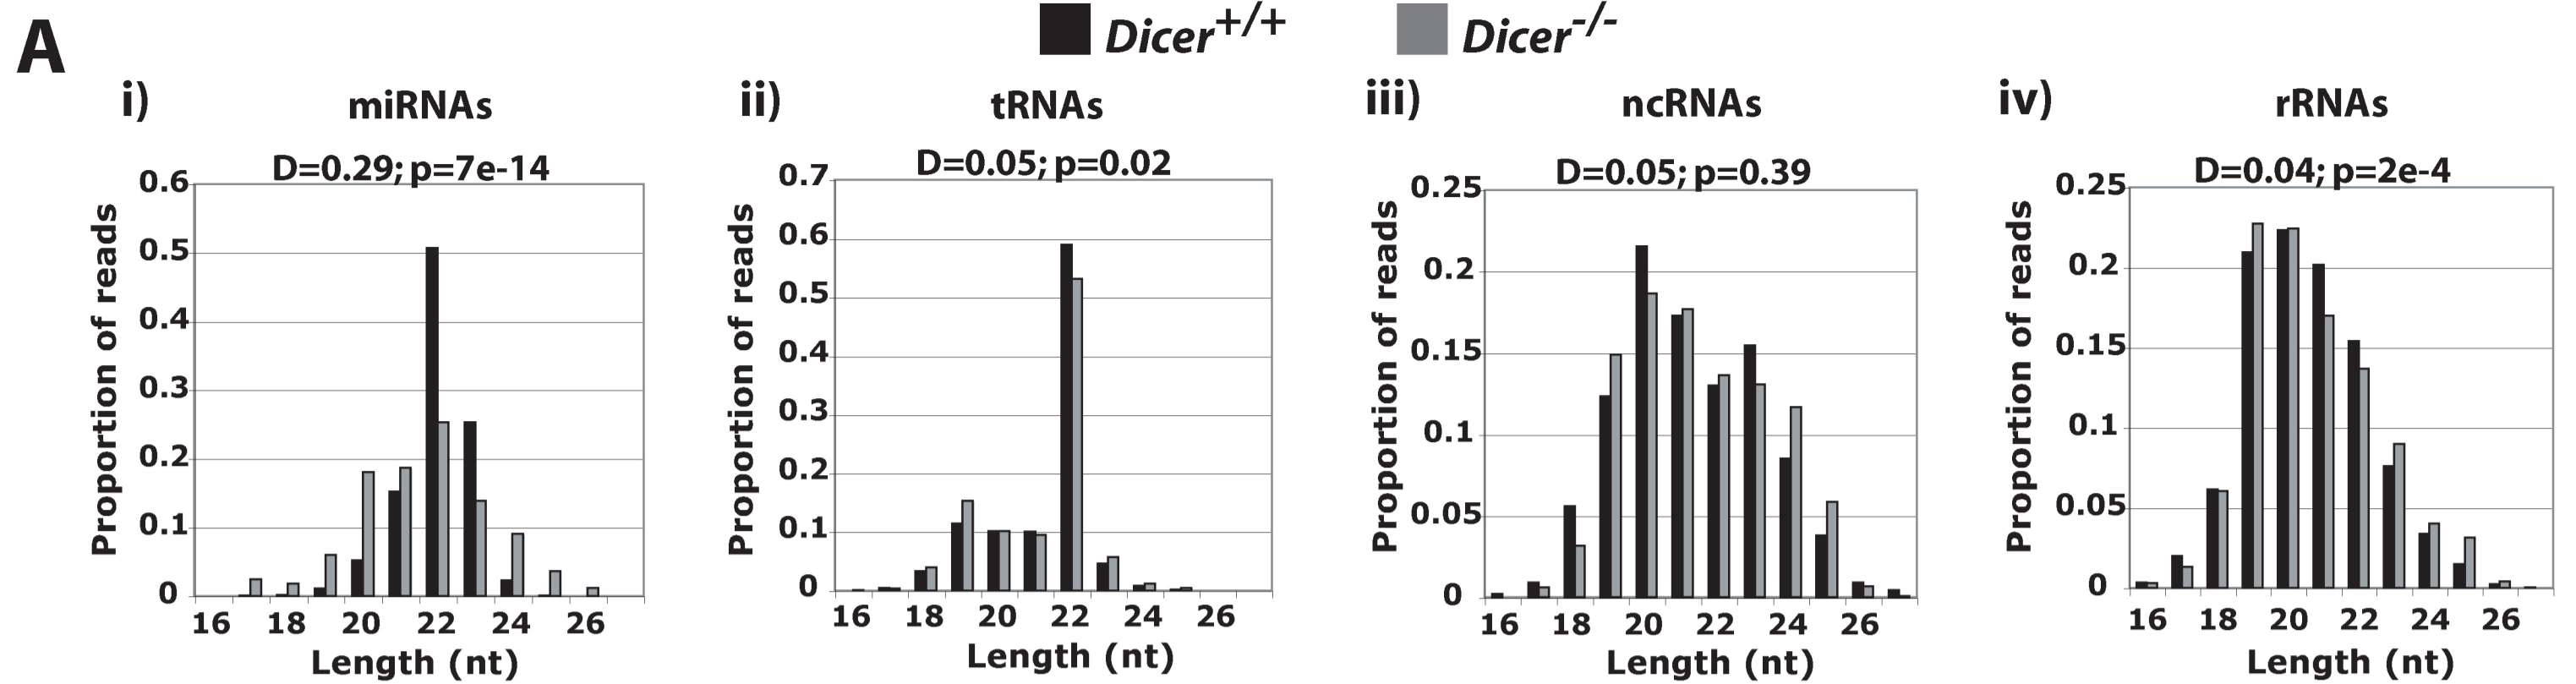 A
Dicer+/+ Dicer-/-
i) miRNAs
D=0.29; p=7e-14
Proportion of reads
0.6
0.5
0.4
0.3
0.2
0.1
0
16 18 20 22 24 26
Length (nt)
ii) tRNAs
D=0.05; p=0.02
Proportion of reads
0.7
0.6
0.5
0.4
0.3
0.2
0.1
0
16 18 20 22 24 26
Length (nt)
iii) ncRNAs
D=0.05; p=0.39
Proportion of reads
0.25
0.2
0.15
0.1
0.05
0
16 18 20 22 24 26
Length (nt)
iv) rRNAs
D=0.04; p=2e-4
Proportion of reads
0.25
0.2
0.15
0.1
0.05
0
16 18 20 22 24 26
Length (nt)